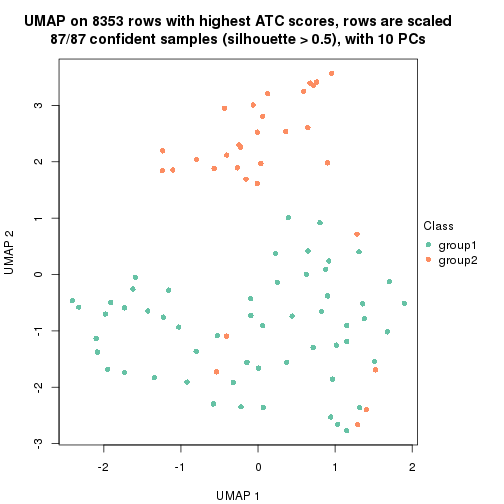 UMAP on 8353 rows with highest ATC scores, rows are scaled
87/87 confident samples (silhouette > 0.5), with 10 PCs
3
2
1
0
-1
-2
-3
UMAP 2
-2
-1
0
1
2
UMAP 1
Class
group1
group2